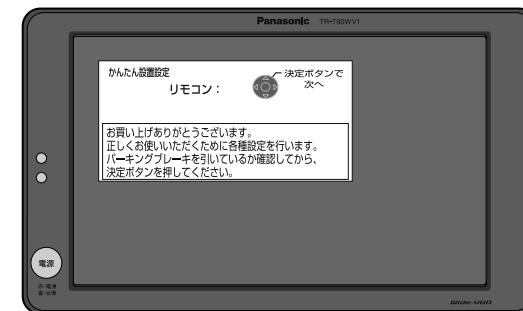 Panasonic TR-T90WV1
かんたん設置設定
リモコン：
決定ボタンで
次へ
お買い上げありがとうございます。
正しくお使いいただくために各種設定を行います。
パーキングブレーキを引いているか確認してから、
決定ボタンを押してください。
電源
WIDE-VGA